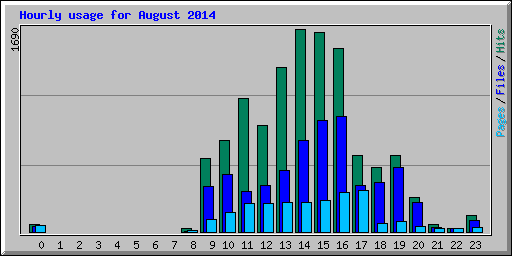 Hourly usage for August 2014
1690
Pages / Files / Hits
0 1 2 3 4 5 6 7 8 9 10 11 12 13 14 15 16 17 18 19 20 21 22 23